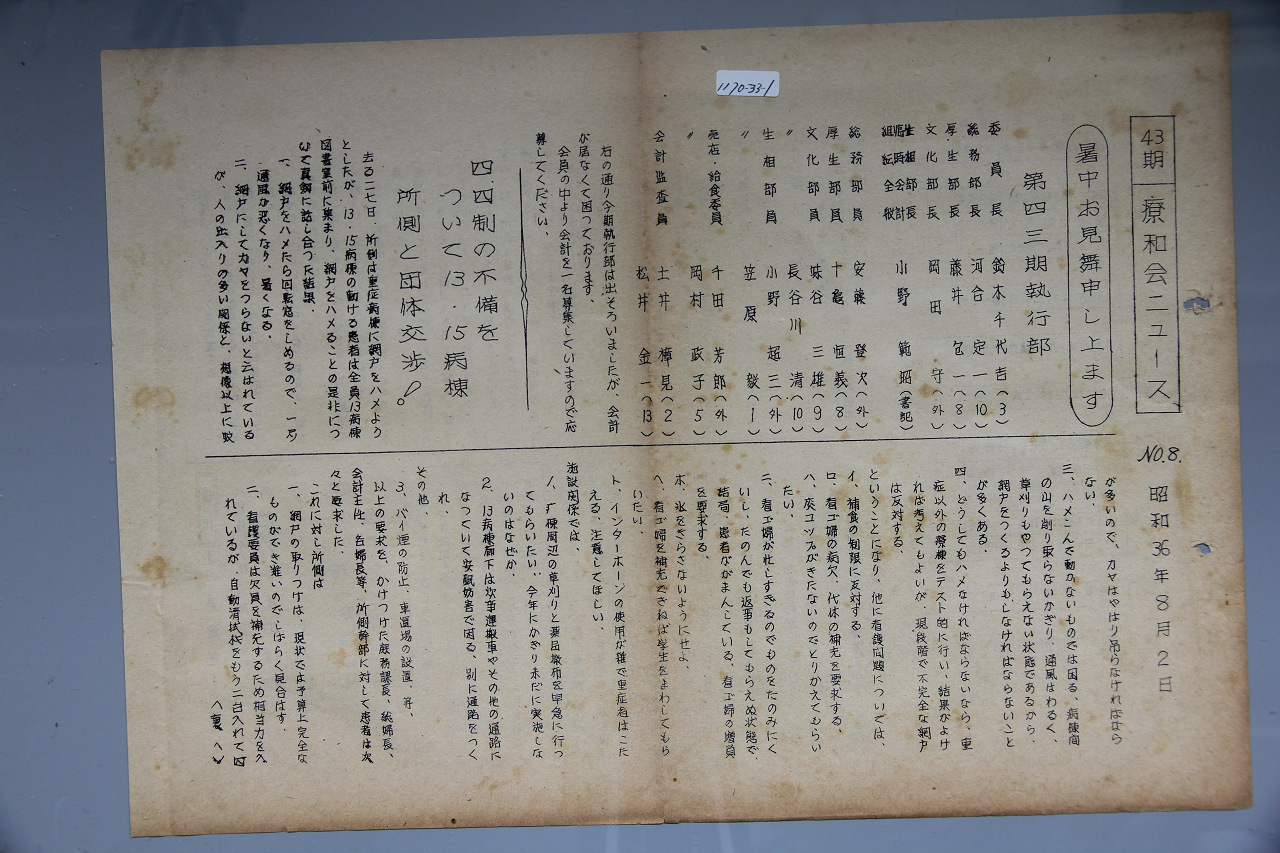 1170-33-1
43期 療和会ニュース
NO.8.
昭和36年8月2日
暑中お見舞申し上ます
第四三期執行部
委員長 鈴木千代吉(3)
総務部長 河合定一(10)
厚生部長 藤井包一(8)
文化部長 岡田守(外)
生相部長
臨時会計
組転全般 小野範昭(書記)
総務部員 安藤登次(外)
厚生部員 十亀恒義(8)
文化部員 妹谷三雄(9)
〃 長谷川清(10)
生相部員 小野超三(外)
〃 笠原毅(1)
売店・給食委員 千田芳郎(外)
〃 岡村政子(5)
会計監査員 土井樟見(2)
松井金一(13)
右の通り今期執行部は出そろいましたが、会計
が居なくて困つております。
会員の中より会計を一名募集していますので応
募してください。
四四制の不備を
ついて13・15病棟
所側と団体交渉!。
去る二七日 所側は重症病棟に網戸をハメよう
としたが、13・15病棟の動ける患者は全員13病棟
図書室前に集まり、網戸をハメることの是非につ
いて真剣に話し合つた結果、
一、網戸をハメたら回転窓をしめるので、一方
通風が悪くなり、暑くなる。
二、網戸にしてカヤをつらないと云はれている
が、人の出入りの多い関係と、想像以上に蚊
が多いので、カヤはやはり吊らなければなら
ない、
三、ハメこんで動かないものでは困る、病棟間
の山を削り取らないかぎり、通風はわるく、
草刈りもやつてもらえない状態であるから、
網戸をつくるよりもしなければならないこと
が多くある、
四、どうしてもハメなければならないなら、重
症以外の療棟をテスト的に行い、結果がよけ
れば考えてもよいが、現段階で不完全な網戸
は反対する、
ということになり、他に看護問題については、
イ、補食の制限に反対する、
ロ、看ゴ婦の病欠、代休の補充を要求する、
ハ、痰コップがきたないのでとりかえてもらい
たい、
ニ、看ゴ婦が忙しすぎるのでものをたのみにく
いし、たのんでも返事もしてもらえぬ状態で、
結局、患者ががまんしている、看ゴ婦の増員
を要求する、
ホ、氷をきらさないようにせよ、
ヘ、看ゴ婦を補充できねば学生をまわしてもら
いたい、
ト、インターホーンの使用が雑で重症者はこた
える、注意してほしい、
施設関係では、
1、病棟周辺の草刈りと薬品撒布を早急に行つ
てもらいたい、今年にかぎり未だに実施しな
いのはなぜか、
2、13病棟廊下は炊事運搬車やその他の通路に
なつていて安眠妨害で困る、別に通路をつく
れ、
その他、
3、バイ煙の防止、車置場の設置、等、
以上の要求を、かけつけた庶務課長、総婦長、
会計主任、各婦長等、所側幹部に対して患者は次
々と要求した、
これに対し所側は
一、網戸の取りつけは、現状では予算上完全な
ものができ難いのでしばらく見合はす、
二、看護要員は欠員を補充するため相当力を入
れているが、自動消拭機をもう二台入れて四
(裏へ)